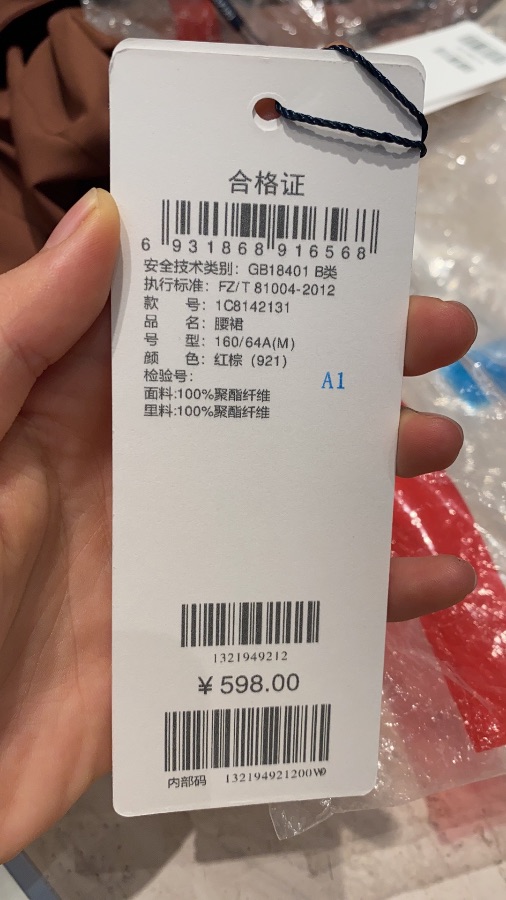 合格证
6 931868 916568
安全技术类别：GB18401 B类
执行标准：FZ/T 81004-2012
款 号：1C8142131
品 名：腰裙
号 型：160/64A(M)
颜 色：红棕 (921)
检验号：
A1
面料:100%聚酯纤维
里料:100%聚酯纤维
1321949212
¥ 598.00
内部码 132194921200W0